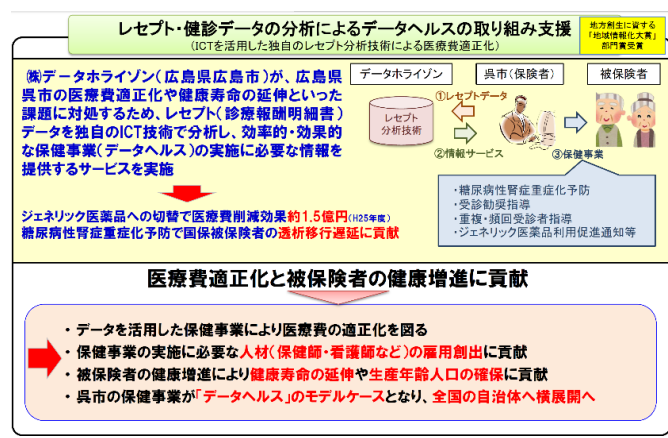 レセプト・健診データの分析によるデータヘルスの取り組み支援
(ICTを活用した独自のレセプト分析技術による医療費適正化)
地方創生に資する
「地域情報化大賞」
部門賞受賞
㈱データホライゾン(広島県広島市)が、広島県
呉市の医療費適正化や健康寿命の延伸といった
課題に対処するため、レセプト(診療報酬明細書)
データを独自のICT技術で分析し、効率的・効果的
な保健事業(データヘルス)の実施に必要な情報を
提供するサービスを実施
ジェネリック医薬品への切替で医療費削減効果約1.5億円(H25年度)
糖尿病性腎症重症化予防で国保被保険者の透析移行遅延に貢献
データホライゾン
呉市(保険者)
被保険者
①レセプトデータ
レセプト
分析技術
②情報サービス
③保健事業
・糖尿病性腎症重症化予防
・受診勧奨指導
・重複・頻回受診者指導
・ジェネリック医薬品利用促進通知等
医療費適正化と被保険者の健康増進に貢献
・データを活用した保健事業により医療費の適正化を図る
・保健事業の実施に必要な人材(保健師・看護師など)の雇用創出に貢献
・被保険者の健康増進により健康寿命の延伸や生産年齢人口の確保に貢献
・呉市の保健事業が「データヘルス」のモデルケースとなり、全国の自治体へ横展開へ